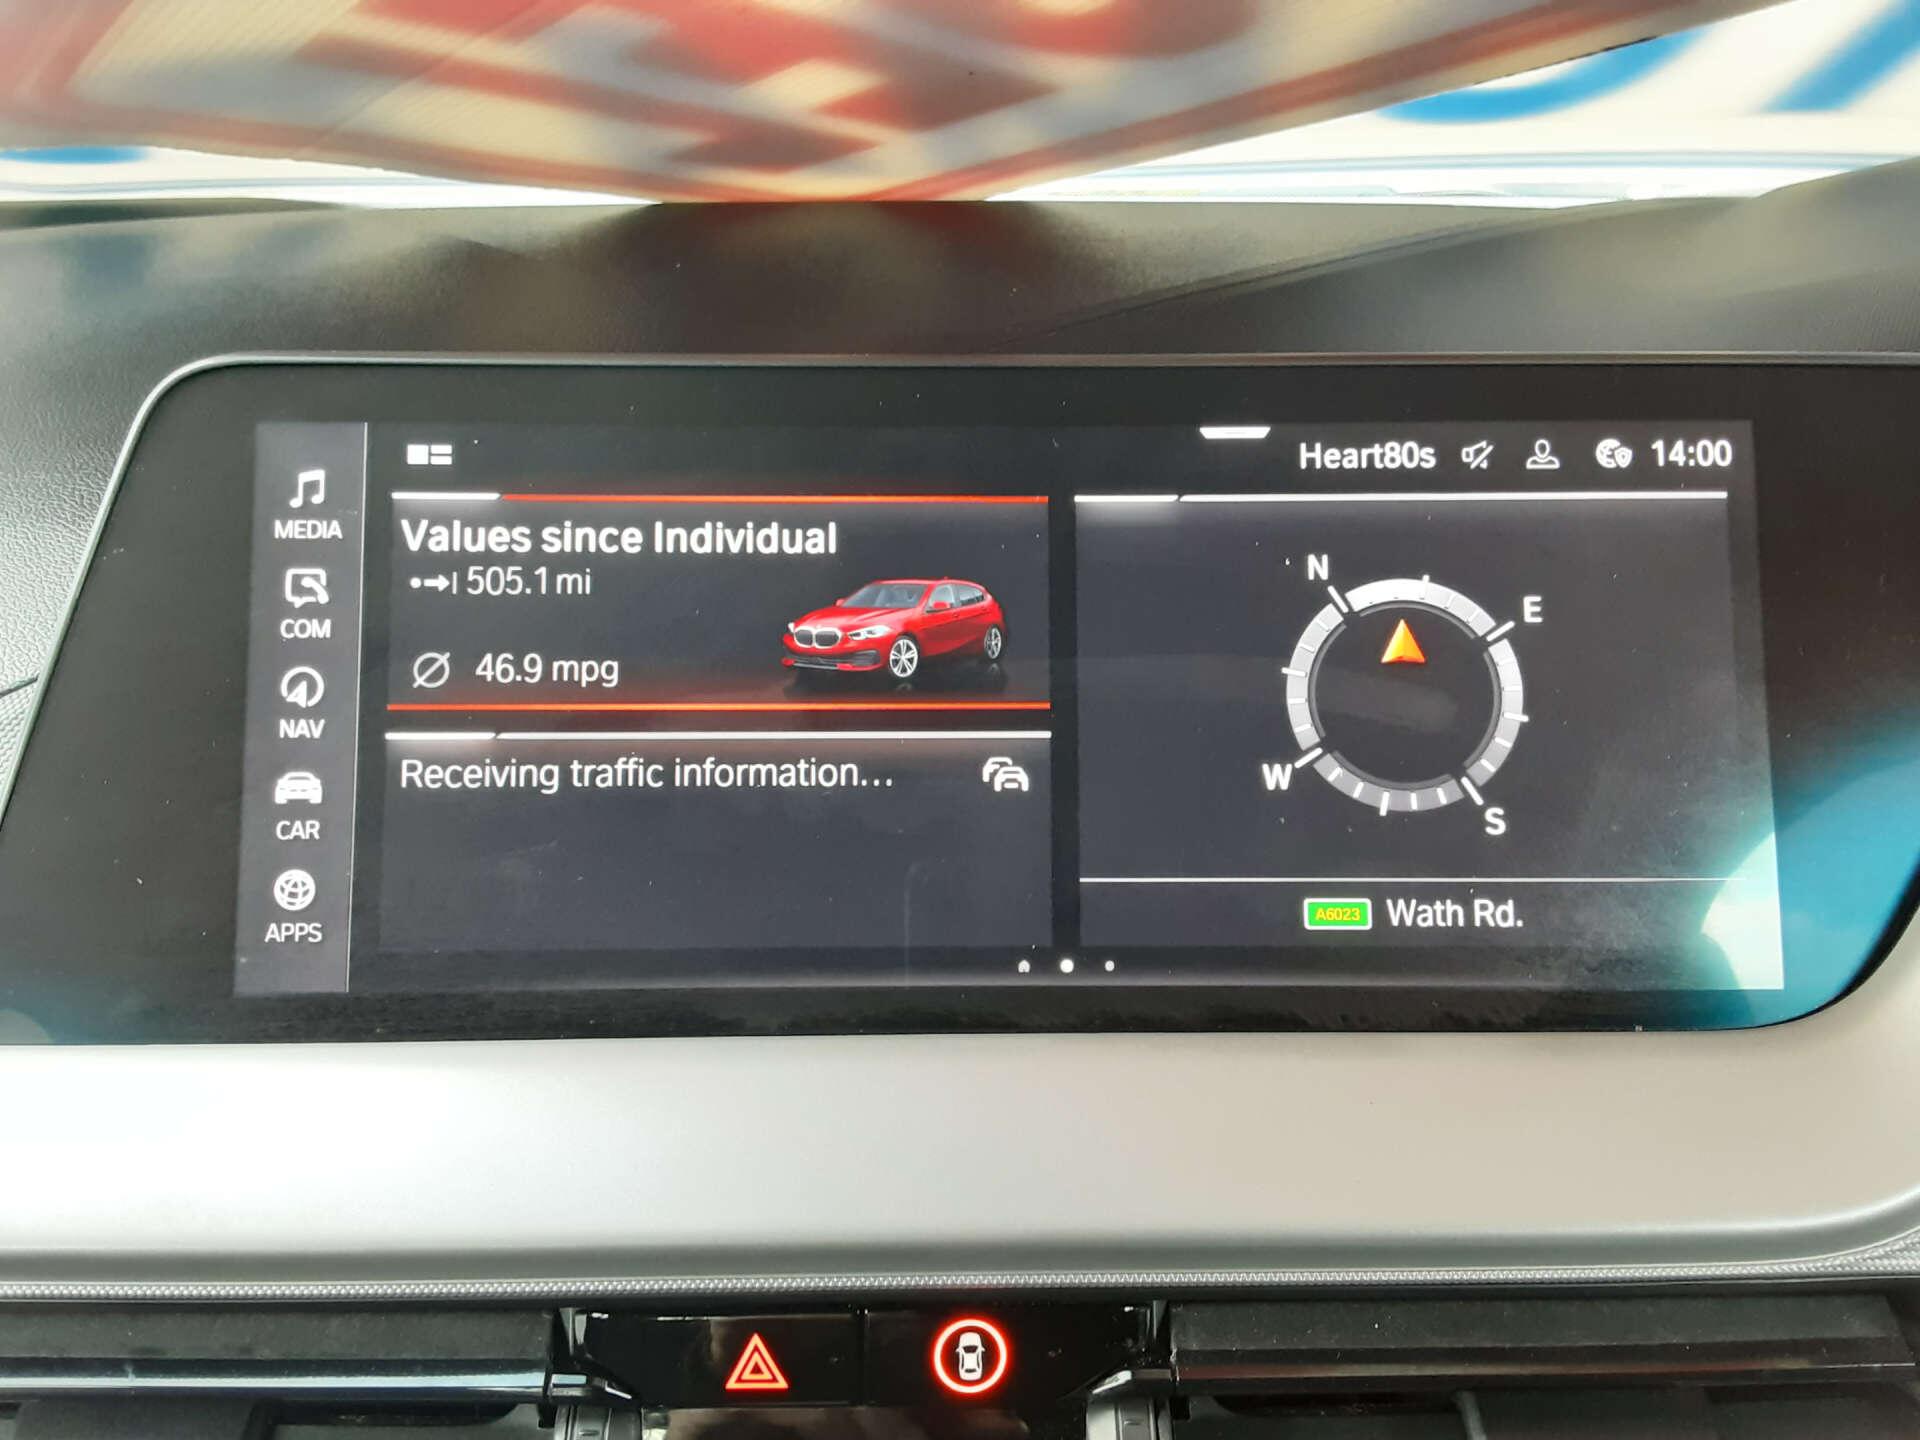 Heart80s 14:00
MEDIA
COM
NAV
CAR
APPS
Values since Individual
505.1 mi
46.9 mpg
Receiving traffic information...
N
E
W
S
A6023 Wath Rd.